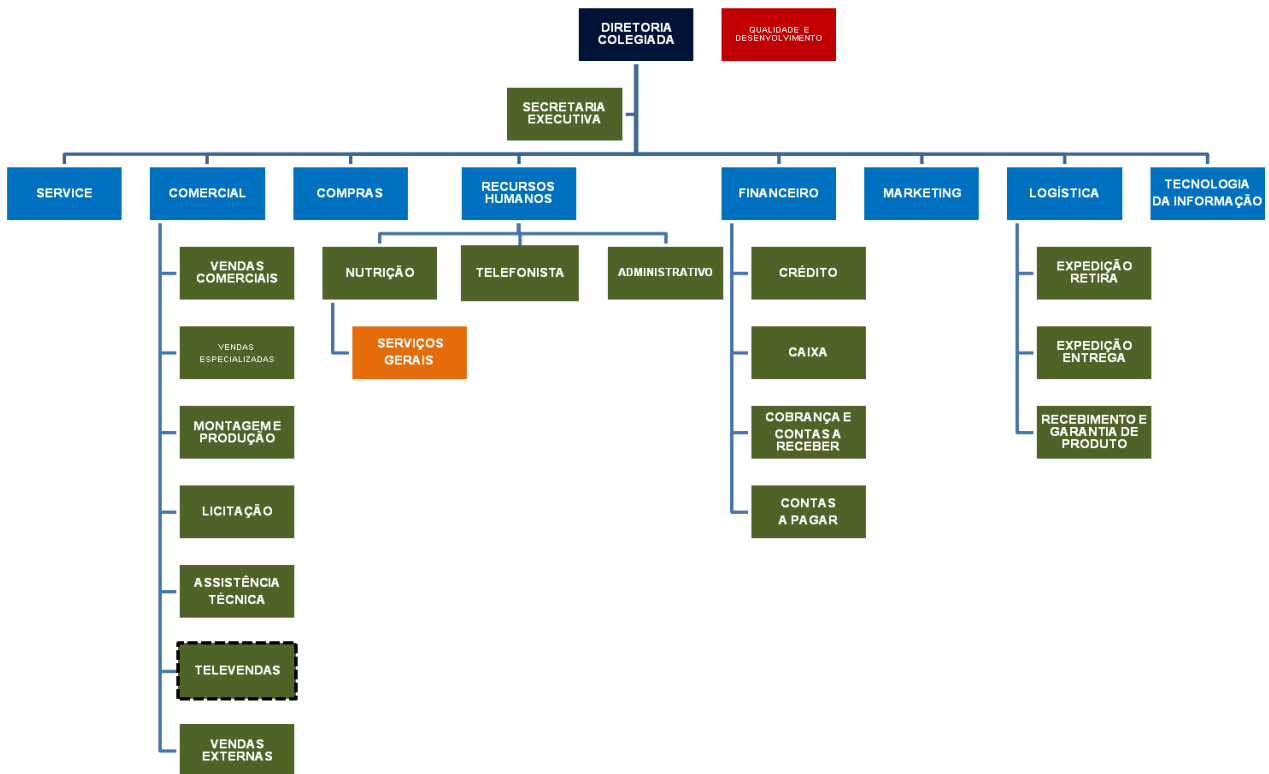 DIRETORIA
COLEGIADA
QUALIDADE E
DESENVOLVIMENTO
SECRETARIA
EXECUTIVA
SERVICE
COMERCIAL
COMPRAS
RECURSOS
HUMANOS
FINANCEIRO
MARKETING
LOGÍSTICA
TECNOLOGIA
DA INFORMAÇÃO
VENDAS
COMERCIAIS
NUTRIÇÃO
TELEFONISTA
ADMINISTRATIVO
CRÉDITO
EXPEDIÇÃO
RETIRA
VENDAS
ESPECIALIZADAS
SERVIÇOS
GERAIS
CAIXA
EXPEDIÇÃO
ENTREGA
MONTAGEM E
PRODUÇÃO
COBRANÇA E
CONTAS A
RECEBER
RECEBIMENTO E
GARANTIA DE
PRODUTO
LICITAÇÃO
CONTAS
A PAGAR
ASSISTÊNCIA
TÉCNICA
TELEVENDAS
VENDAS
EXTERNAS